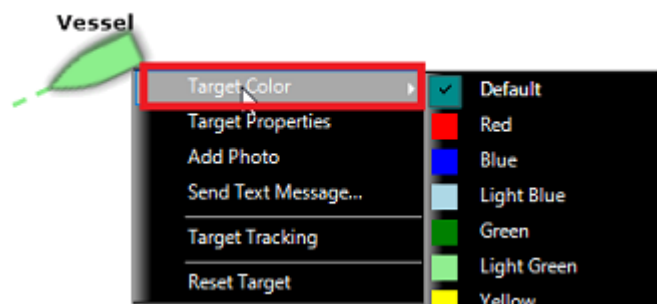 Vessel
Target Color
Target Properties
Add Photo
Send Text Message...
Target Tracking
Reset Target
Default
Red
Blue
Light Blue
Green
Light Green
Yellow